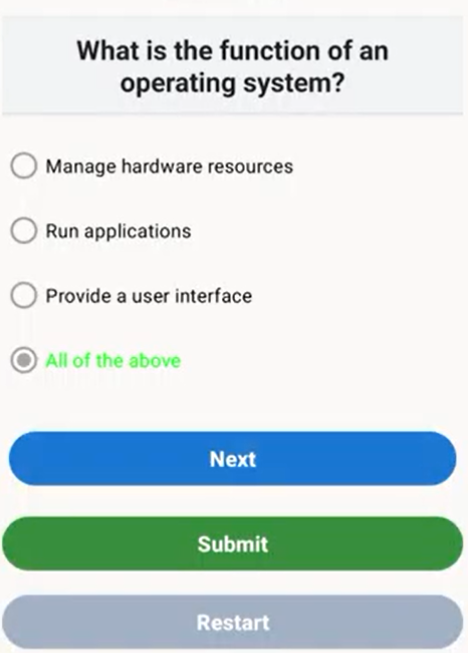 What is the function of an
operating system?
Manage hardware resources
Run applications
Provide a user interface
All of the above
Next
Submit
Restart